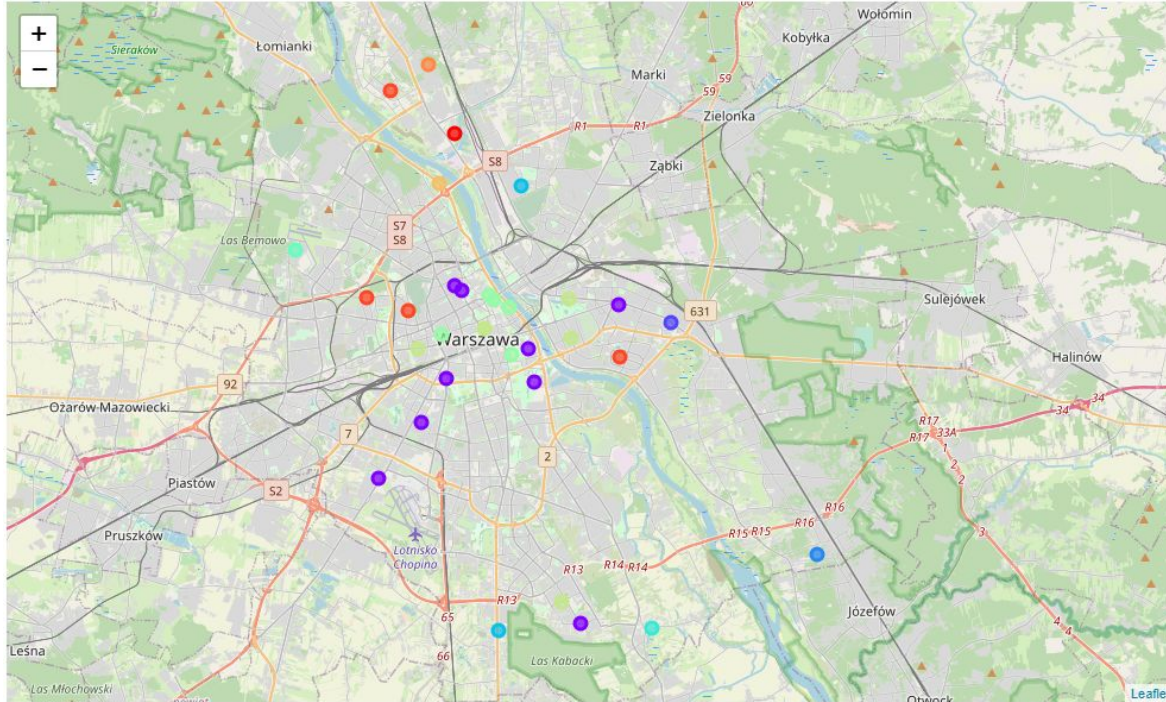 +
−
Sieraków
Łomianki
60
Wołomin
Kobyłka
Marki
59
59
R1
R1
Zielonka
Ząbki
S8
S7
S8
Las Bemowo
631
Sulejówek
Warszawa
Halinów
92
Ożarów Mazowiecki
34
34
R17
R17
33A
1
2
7
2
S2
Piastów
Pruszków
Lotnisko
Chopina
R16
R16
R15
R15
3
R13
R14
R14
R13
65
Józefów
4
4
66
Leśna
Las Kabacki
Las Młochowski
powiat
Otwock
Leafle